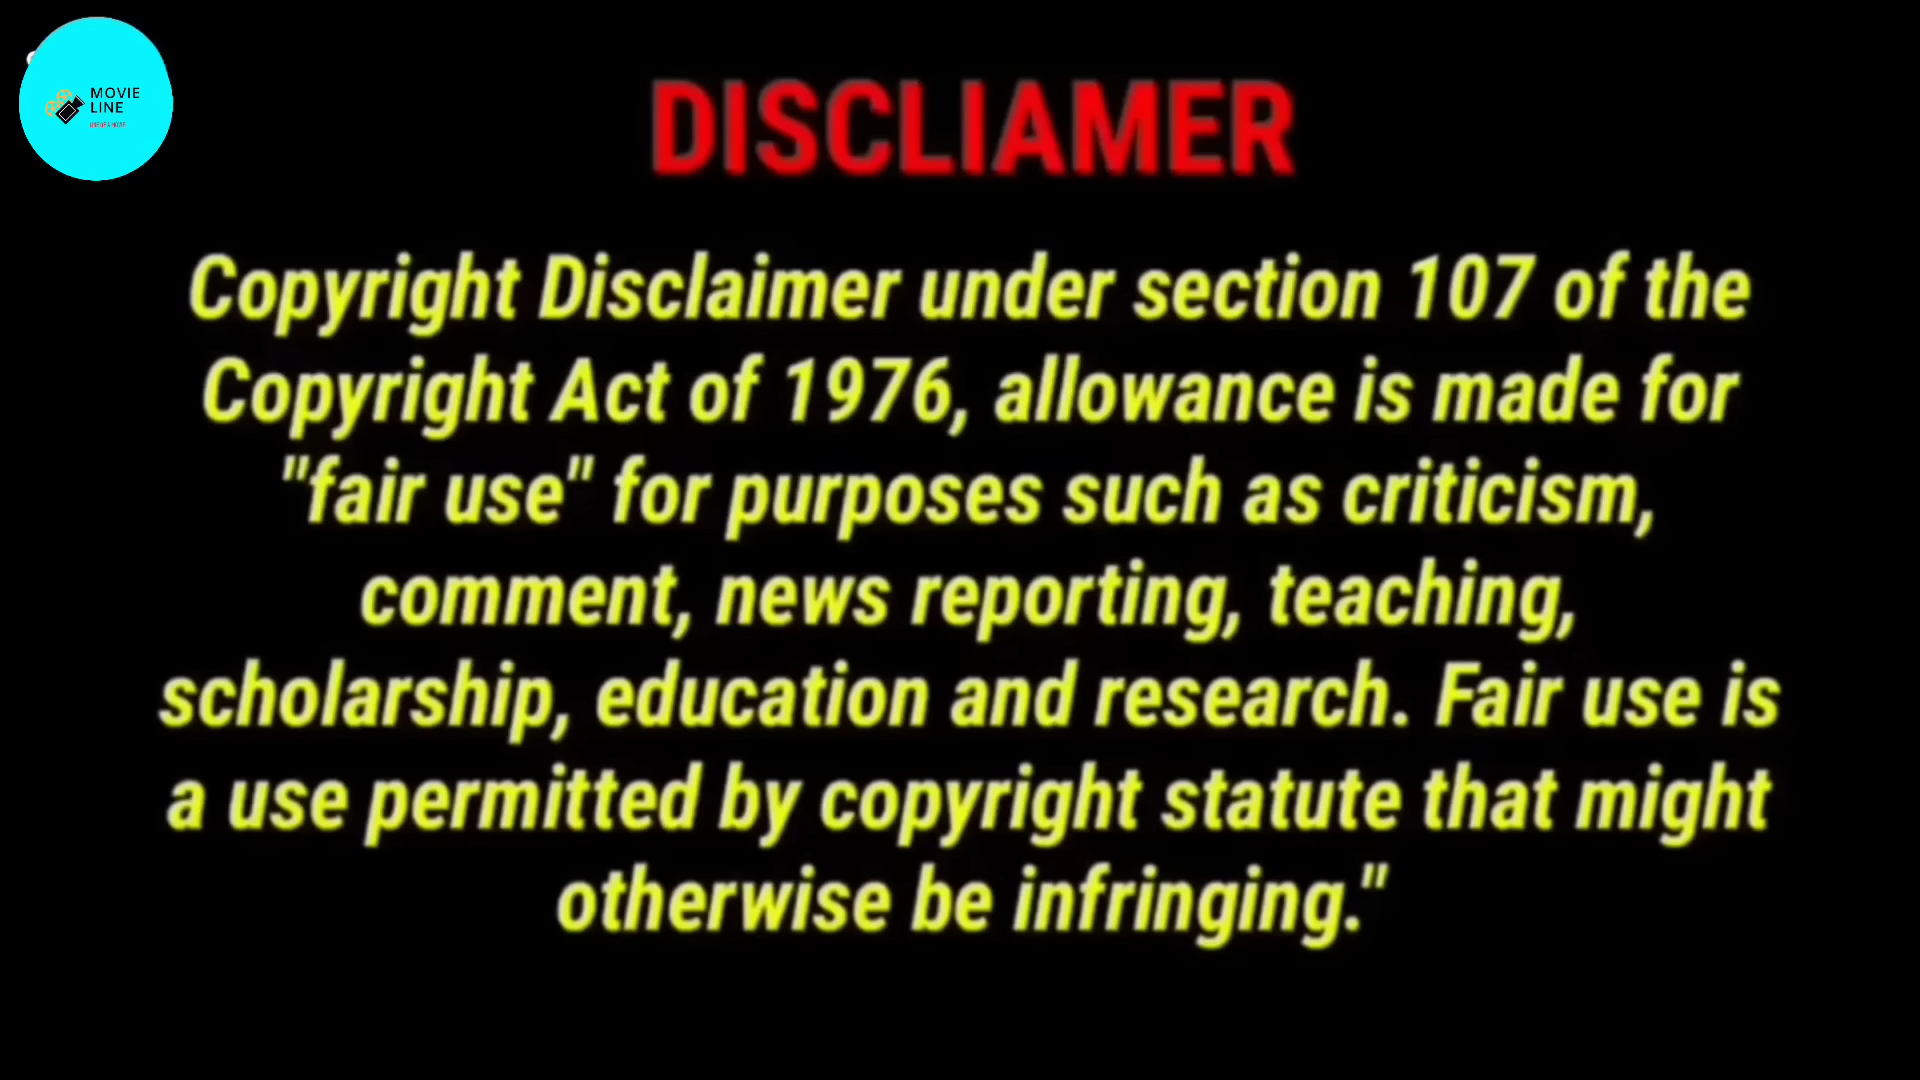 MOVIE
LINE
DISCLIAMER
Copyright Disclaimer under section 107 of the
Copyright Act of 1976, allowance is made for
"fair use" for purposes such as criticism,
comment, news reporting, teaching,
scholarship, education and research. Fair use is
a use permitted by copyright statute that might
otherwise be infringing."